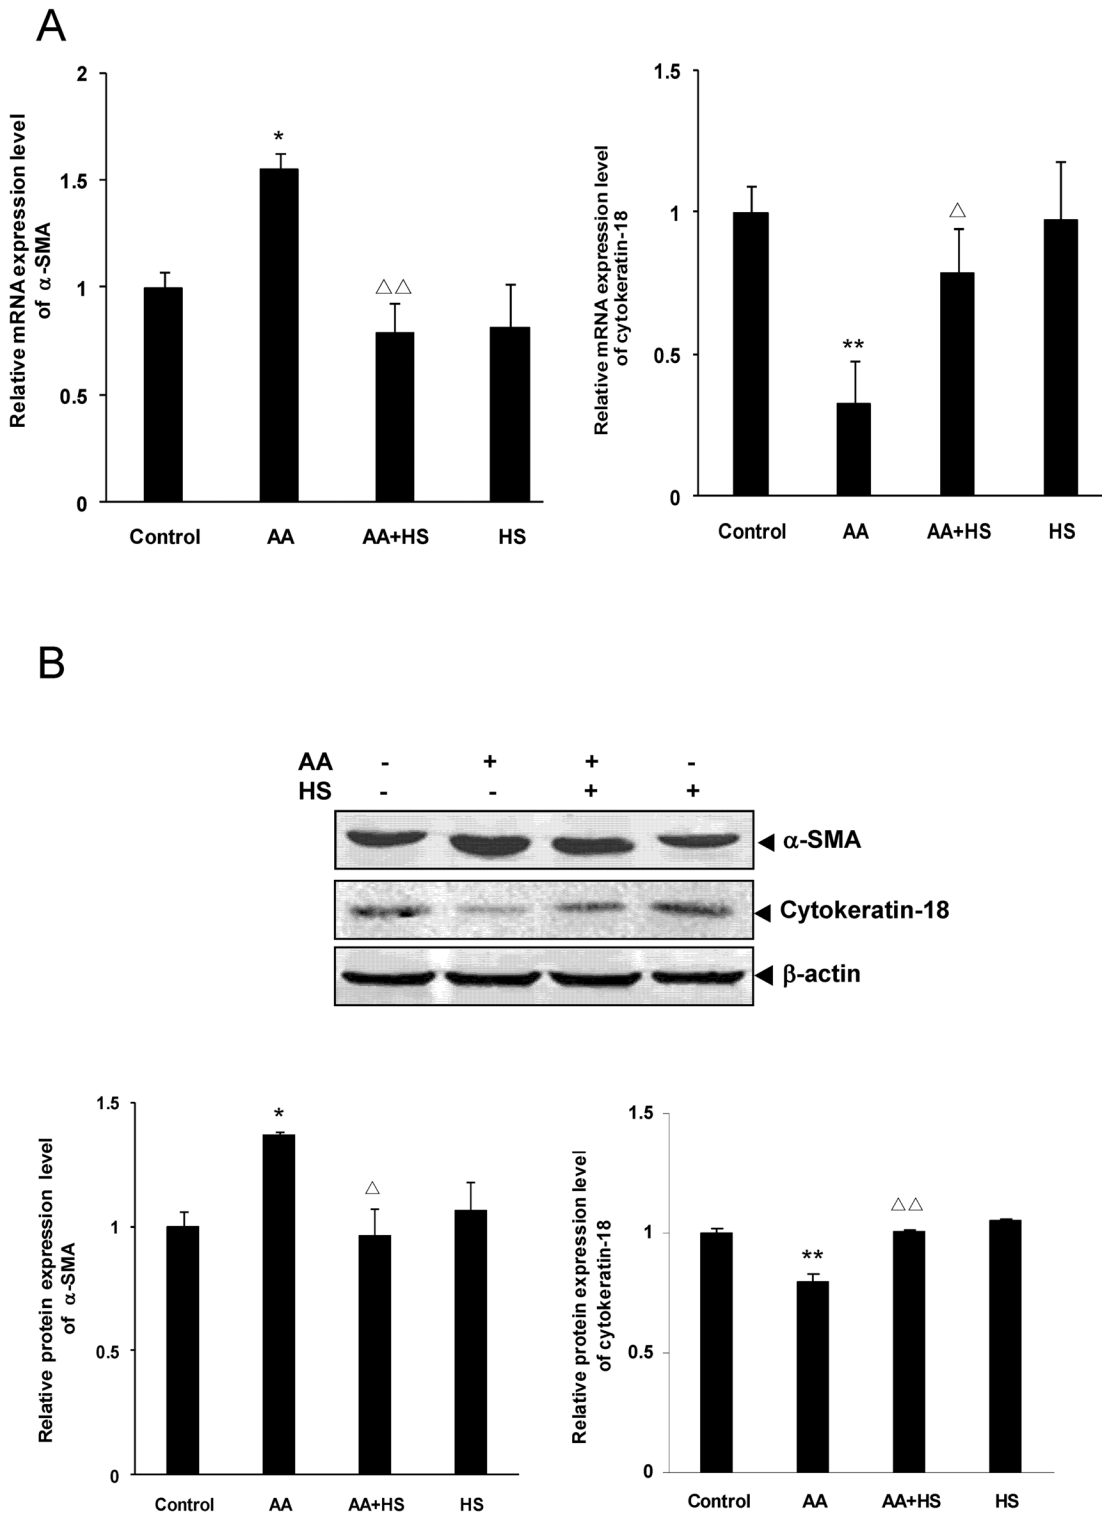 A
2
1.5
1
0.5
0
Relative mRNA expression level
of α-SMA
*
△△
Control AA AA+HS HS
1.5
1
0.5
0
Relative mRNA expression level
of cytokeratin-18
**
△
Control AA AA+HS HS
B
AA - + + -
HS - - + +
◄ α-SMA
◄ Cytokeratin-18
◄ β-actin
1.5
1
0.5
0
Relative protein expression level
of α-SMA
*
△
Control AA AA+HS HS
1.5
1
0.5
0
Relative protein expression level
of cytokeratin-18
**
△△
Control AA AA+HS HS